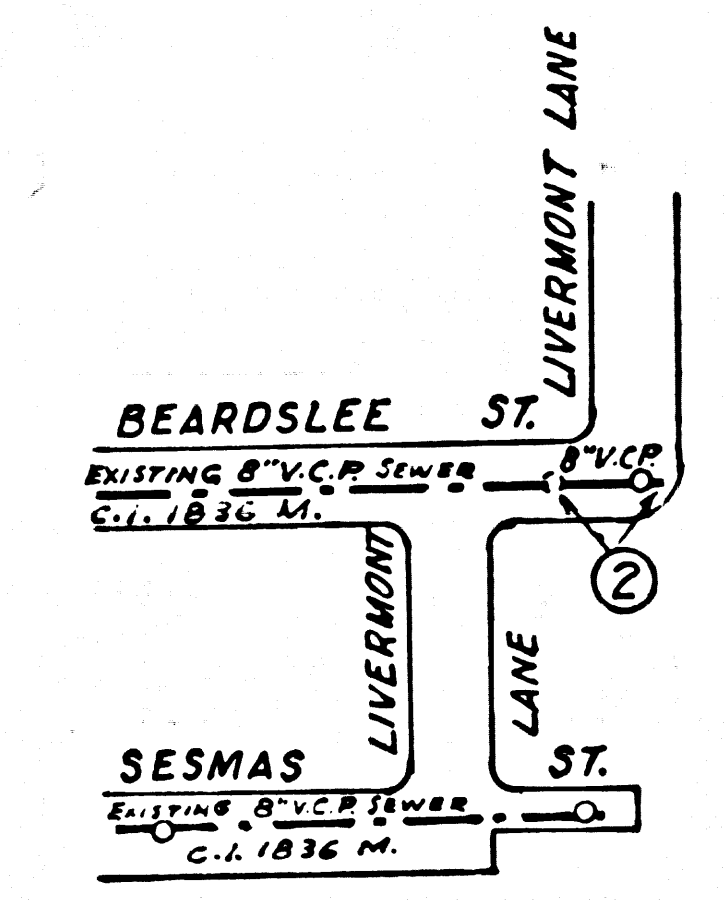 LIVERMONT LANE
BEARDSLEE ST.
EXISTING 8" V.C.P. SEWER
8" V.C.P.
C.I. 1836 M.
2
LIVERMONT
LANE
SESMAS ST.
EXISTING 8" V.C.P. SEWER
C.I. 1836 M.